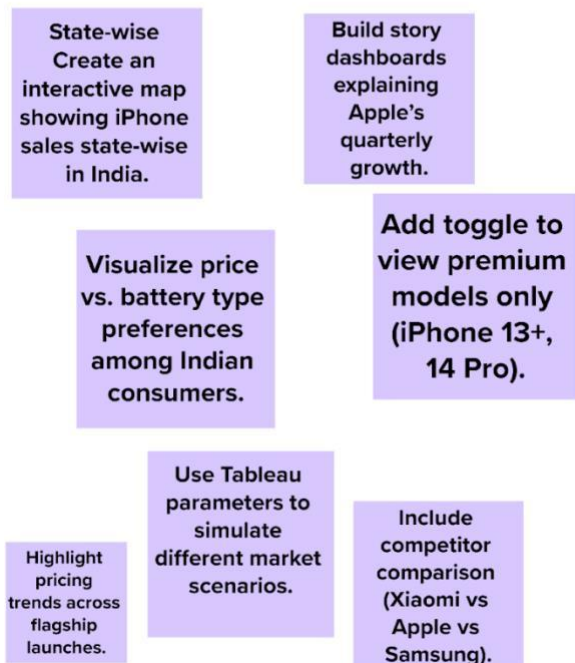 State-wise
Create an
interactive map
showing iPhone
sales state-wise
in India.
Build story
dashboards
explaining
Apple’s
quarterly
growth.
Visualize price
vs. battery type
preferences
among Indian
consumers.
Add toggle to
view premium
models only
(iPhone 13+,
14 Pro).
Use Tableau
parameters to
simulate
different market
scenarios.
Highlight
pricing
trends across
flagship
launches.
Include
competitor
comparison
(Xiaomi vs
Apple vs
Samsung).